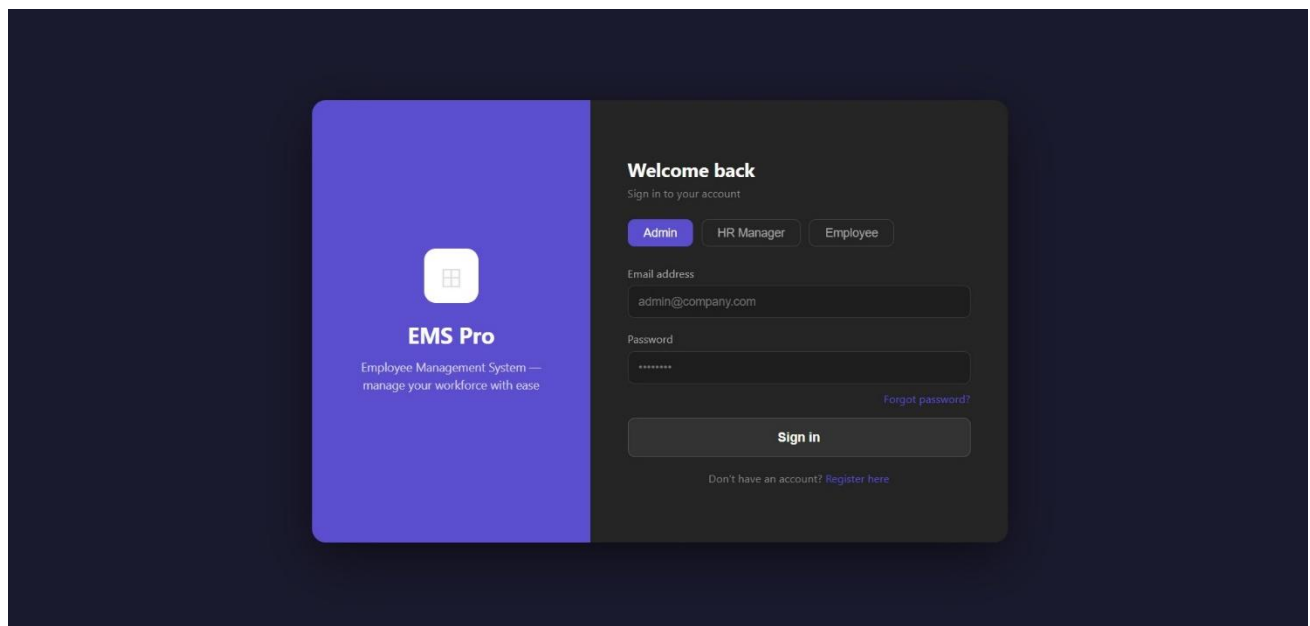 EMS Pro
Employee Management System —
manage your workforce with ease
Welcome back
Sign in to your account
Admin
HR Manager
Employee
Email address
admin@company.com
Password
••••••••
Forgot password?
Sign in
Don't have an account? Register here